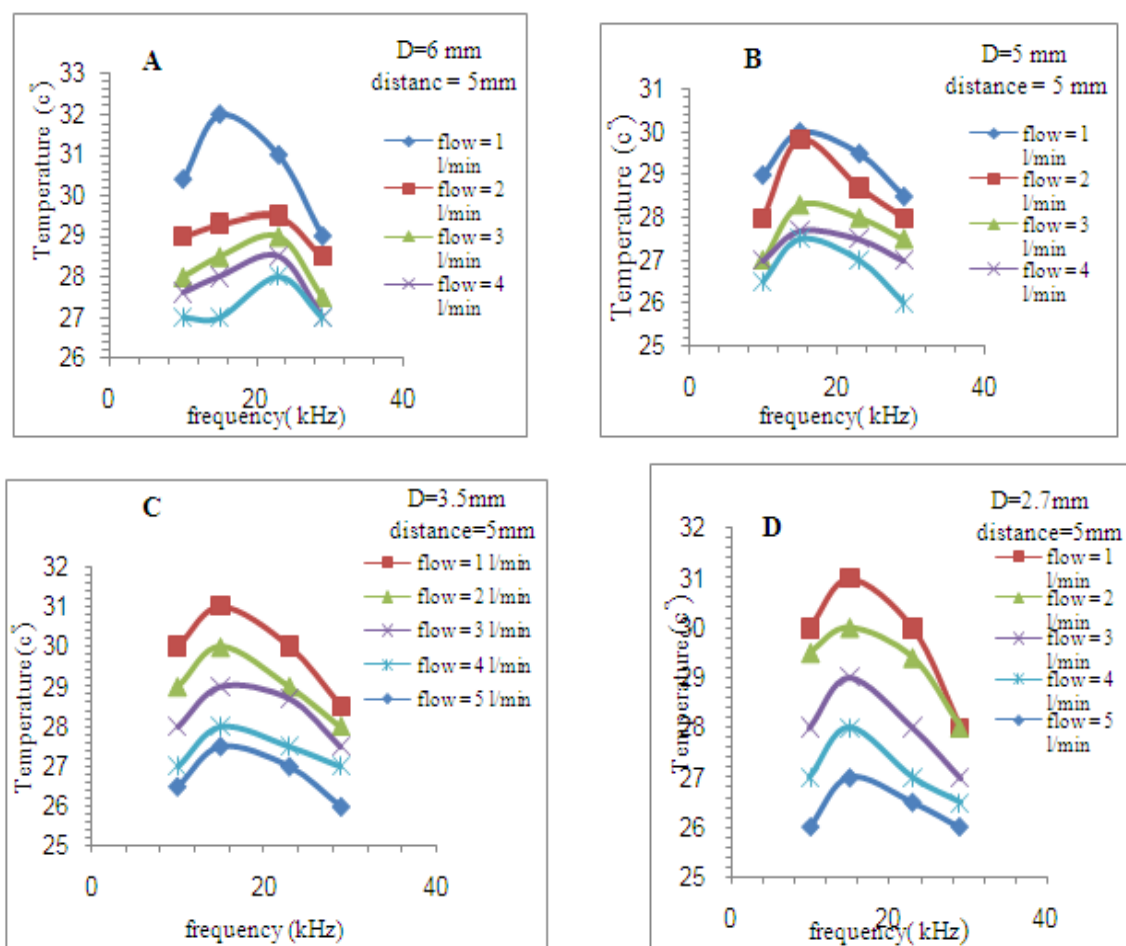 A
D=6 mm
distanc = 5mm
33
32
31
30
29
28
27
26
Temperature (c°)
flow = 1
l/min
flow = 2
l/min
flow = 3
l/min
flow = 4
l/min
0
20
40
frequency( kHz)
B
D=5 mm
distance = 5 mm
31
30
29
28
27
26
25
Temperature (c°)
flow = 1
l/min
flow = 2
l/min
flow = 3
l/min
flow = 4
l/min
0
20
40
frequency( kHz)
C
D=3.5mm
distance=5mm
32
31
30
29
28
27
26
25
Temperature (c°)
flow = 1 l/min
flow = 2 l/min
flow = 3 l/min
flow = 4 l/min
flow = 5 l/min
0
20
40
frequency (kHz)
D
D=2.7mm
distance=5mm
32
31
30
29
28
27
26
25
Temperature (c°)
flow = 1
l/min
flow = 2
l/min
flow = 3
l/min
flow = 4
l/min
flow = 5
l/min
0
20
40
frequency( kHz)